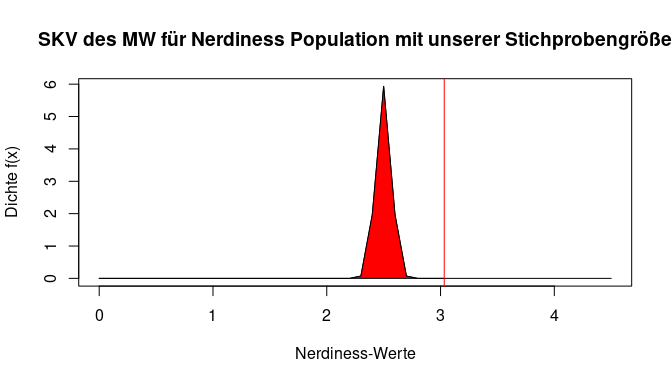 SKV des MW für Nerdiness Population mit unserer Stichprobengröße
Dichte f(x)
6
5
4
3
2
1
0
0 1 2 3 4
Nerdiness-Werte